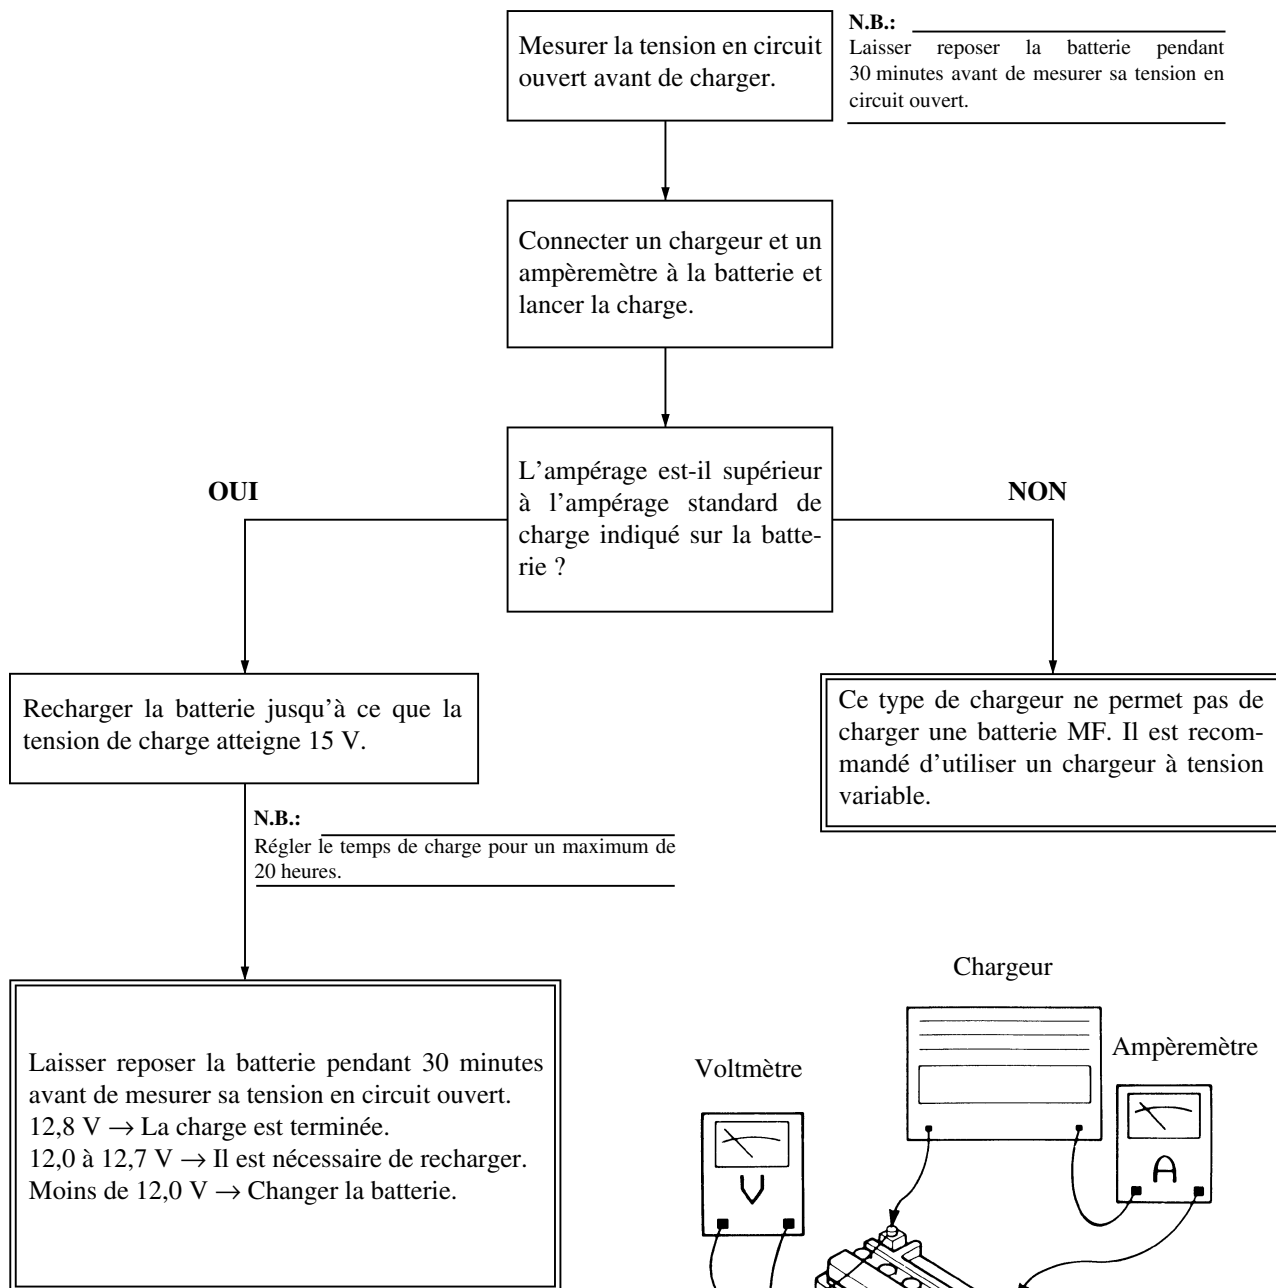 Mesurer la tension en circuit
ouvert avant de charger.
N.B.:
Laisser reposer la batterie pendant
30 minutes avant de mesurer sa tension en
circuit ouvert.
Connecter un chargeur et un
ampèremètre à la batterie et
lancer la charge.
L’ampérage est-il supérieur
à l’ampérage standard de
charge indiqué sur la batte-
rie ?
OUI
NON
Recharger la batterie jusqu’à ce que la
tension de charge atteigne 15 V.
Ce type de chargeur ne permet pas de
charger une batterie MF. Il est recom-
mandé d’utiliser un chargeur à tension
variable.
N.B.:
Régler le temps de charge pour un maximum de
20 heures.
Laisser reposer la batterie pendant 30 minutes
avant de mesurer sa tension en circuit ouvert.
12,8 V → La charge est terminée.
12,0 à 12,7 V → Il est nécessaire de recharger.
Moins de 12,0 V → Changer la batterie.
Chargeur
Ampèremètre
Voltmètre
A
V